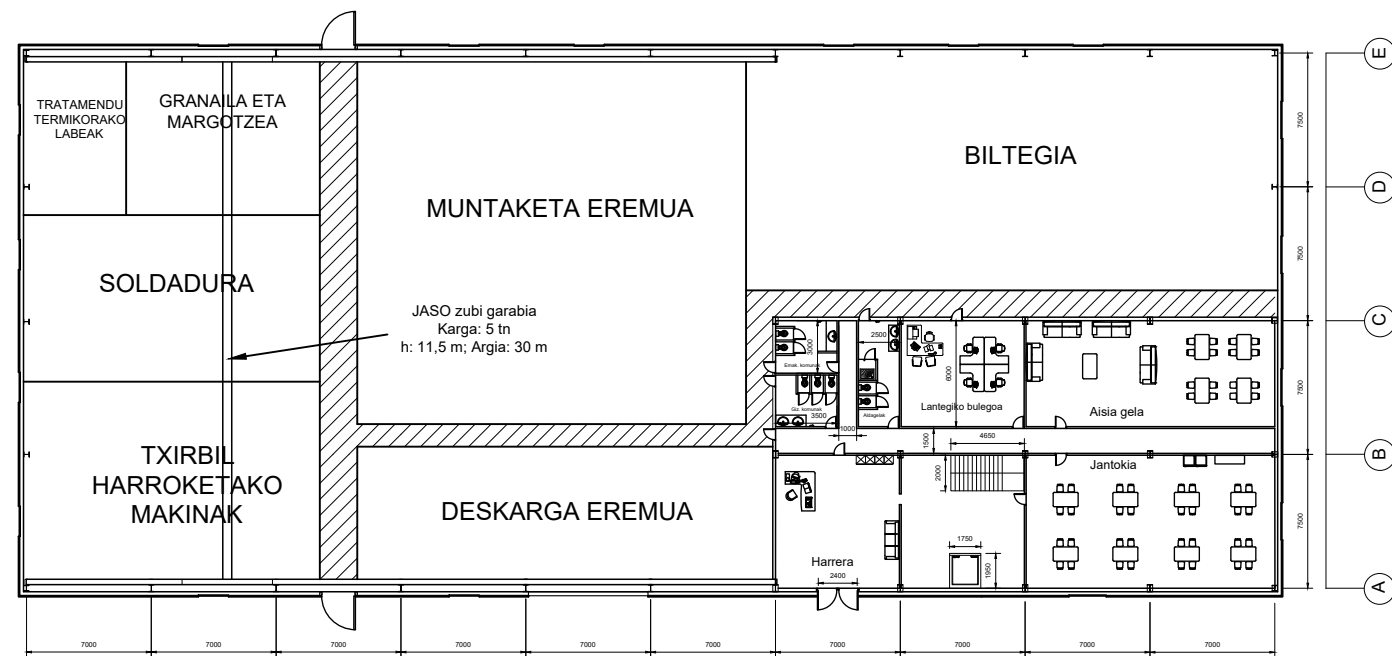 TRATAMENDU
TERMIKORAKO
LABEAK
GRANAILA ETA
MARGOTZEA
MUNTAKETA EREMUA
BILTEGIA
SOLDADURA
JASO zubi garabia
Karga: 5 tn
h: 11,5 m; Argia: 30 m
TXIRBIL
HARROKETAKO
MAKINAK
DESKARGA EREMUA
Emak. komunak
3000
Giz. komunak
3500
1000
2500
Aldagelak
6000
Lantegiko bulegoa
Aisia gela
1500
4650
2000
Jantokia
Harrera
2400
1750
1950
E
7500
D
7500
C
7500
B
7500
A
7000
7000
7000
7000
7000
7000
7000
7000
7000
7000